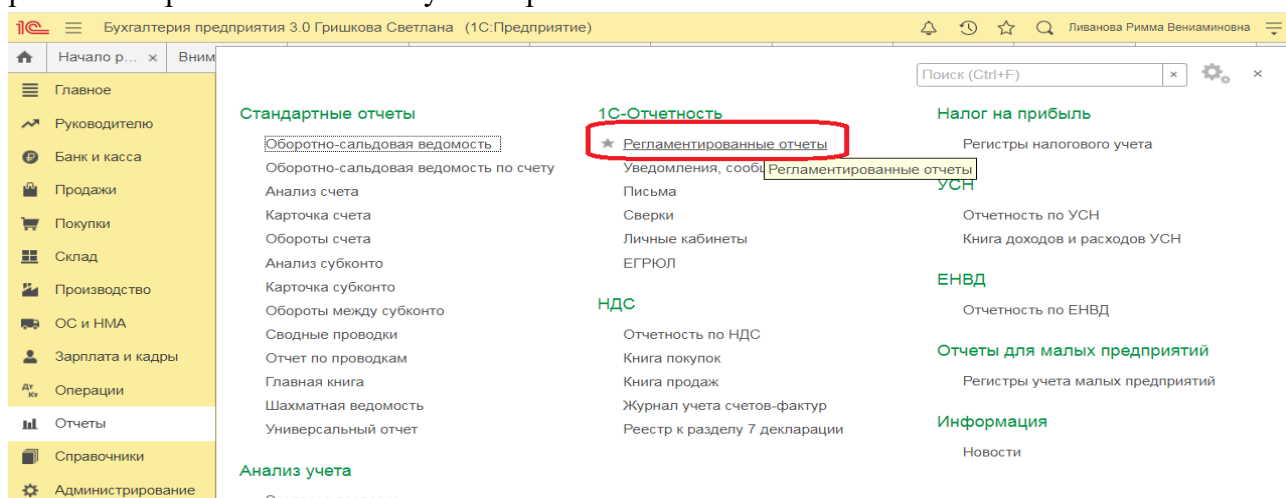 Бухгалтерия предприятия 3.0 Гришкова Светлана (1С:Предприятие)
Ливанова Римма Вениаминовна
Начало р... × Вним
Поиск (Ctrl+F) ×
Главное
Руководителю
Банк и касса
Продажи
Покупки
Склад
Производство
ОС и НМА
Зарплата и кадры
Операции
Отчеты
Справочники
Администрирование
Стандартные отчеты
Оборотно-сальдовая ведомость
Оборотно-сальдовая ведомость по счету
Анализ счета
Карточка счета
Обороты счета
Анализ субконто
Карточка субконто
Обороты между субконто
Сводные проводки
Отчет по проводкам
Главная книга
Шахматная ведомость
Универсальный отчет
Анализ учета
1С-Отчетность
Регламентированные отчеты
Уведомления, сообщ
Регламентированные отчеты
Письма
Сверки
Личные кабинеты
ЕГРЮЛ
НДС
Отчетность по НДС
Книга покупок
Книга продаж
Журнал учета счетов-фактур
Реестр к разделу 7 декларации
Налог на прибыль
Регистры налогового учета
УСН
Отчетность по УСН
Книга доходов и расходов УСН
ЕНВД
Отчетность по ЕНВД
Отчеты для малых предприятий
Регистры учета малых предприятий
Информация
Новости